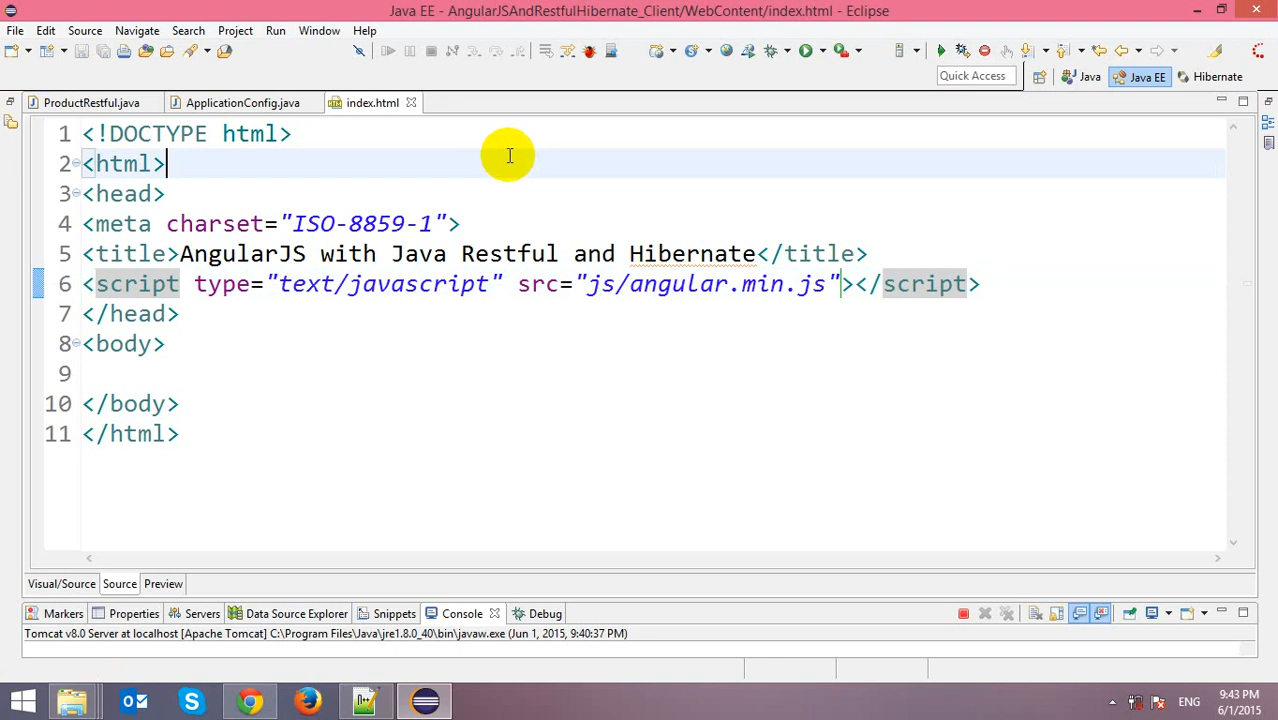 Java EE - AngularJSAndRestfulHibernate_Client/WebContent/index.html - Eclipse
File Edit Source Navigate Search Project Run Window Help
Quick Access
Java
Java EE
Hibernate
ProductRestful.java
ApplicationConfig.java
index.html
1 <!DOCTYPE html>
2 <html>
3 <head>
4 <meta charset="ISO-8859-1">
5 <title>AngularJS with Java Restful and Hibernate</title>
6 <script type="text/javascript" src="js/angular.min.js"></script>
7 </head>
8 <body>
9
10 </body>
11 </html>
Visual/Source Source Preview
Markers Properties Servers Data Source Explorer Snippets Console Debug
Tomcat v8.0 Server at localhost [Apache Tomcat] C:\Program Files\Java\jre1.8.0_40\bin\javaw.exe (Jun 1, 2015, 9:40:37 PM)
ENG
9:43 PM
6/1/2015